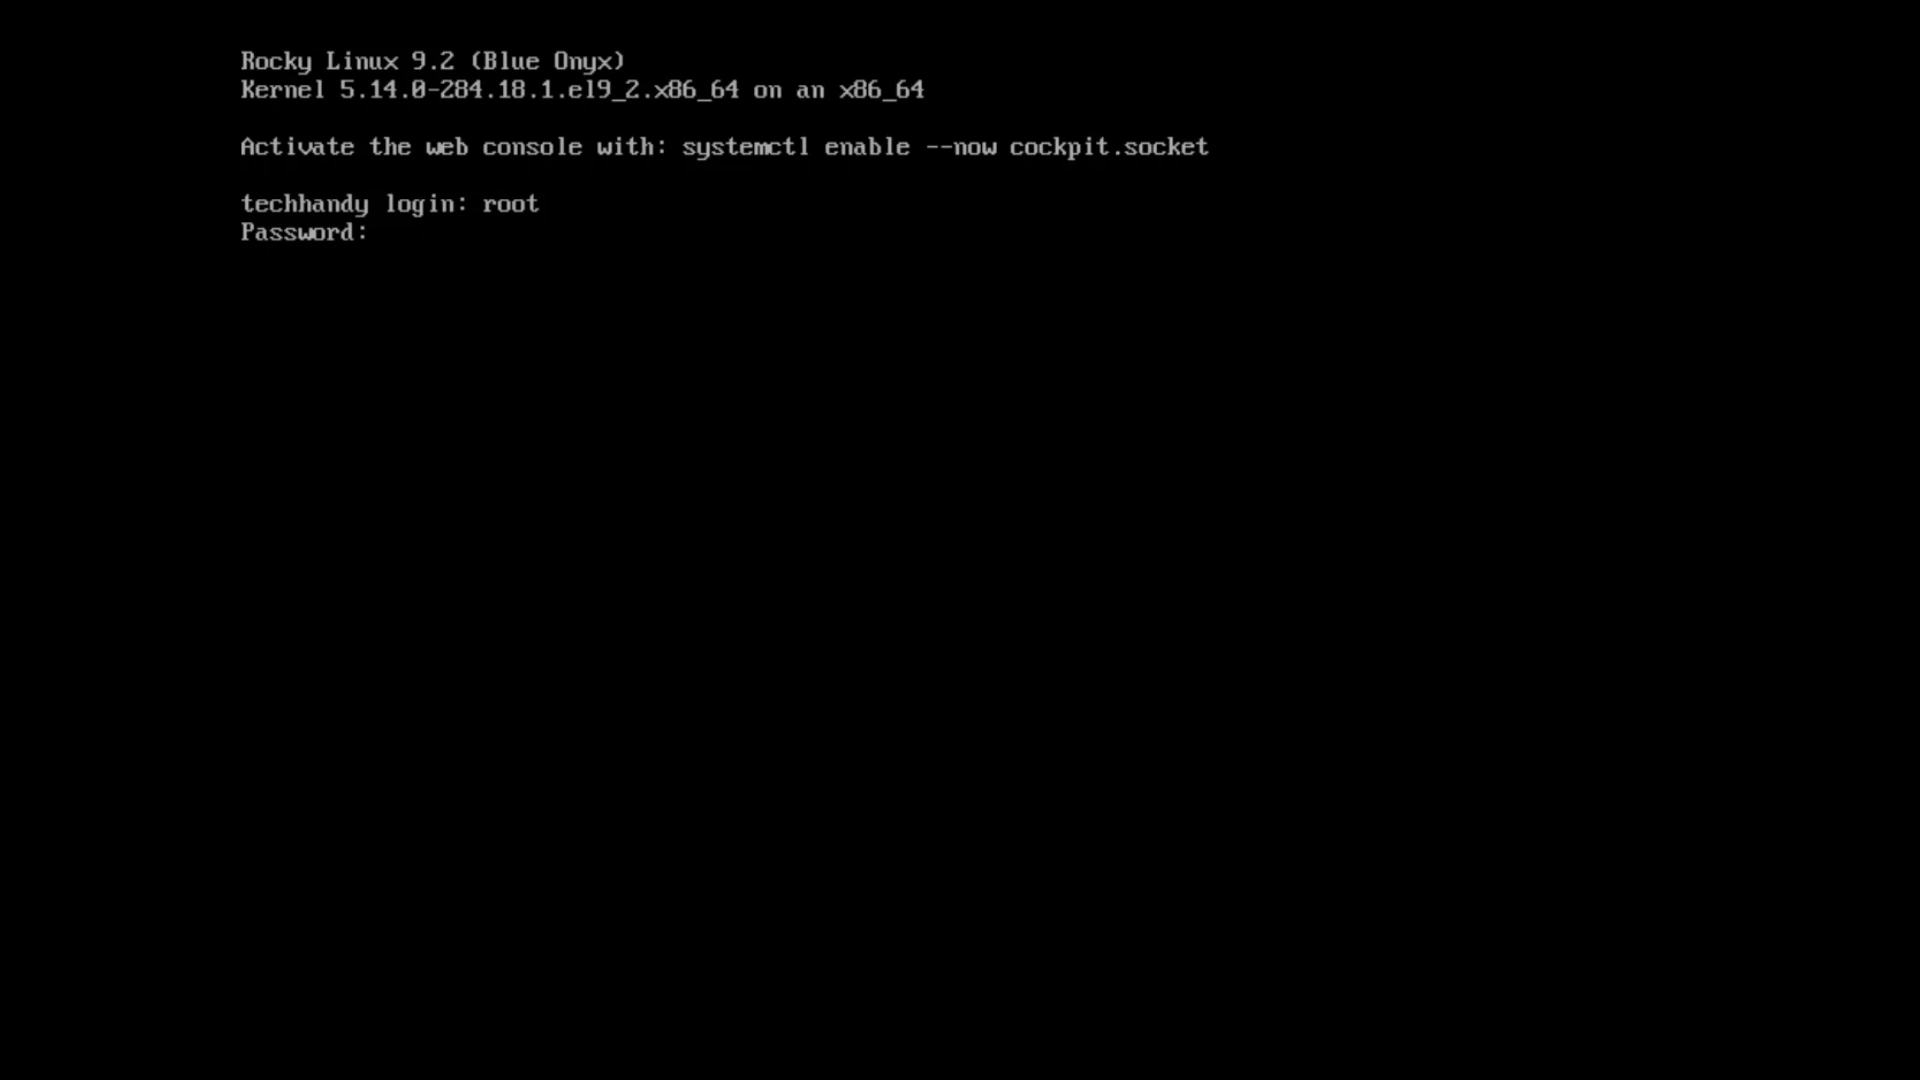 Rocky Linux 9.2 (Blue Onyx)
Kernel 5.14.0-284.18.1.el9_2.x86_64 on an x86_64
Activate the web console with: systemctl enable --now cockpit.socket
techhandy login: root
Password: